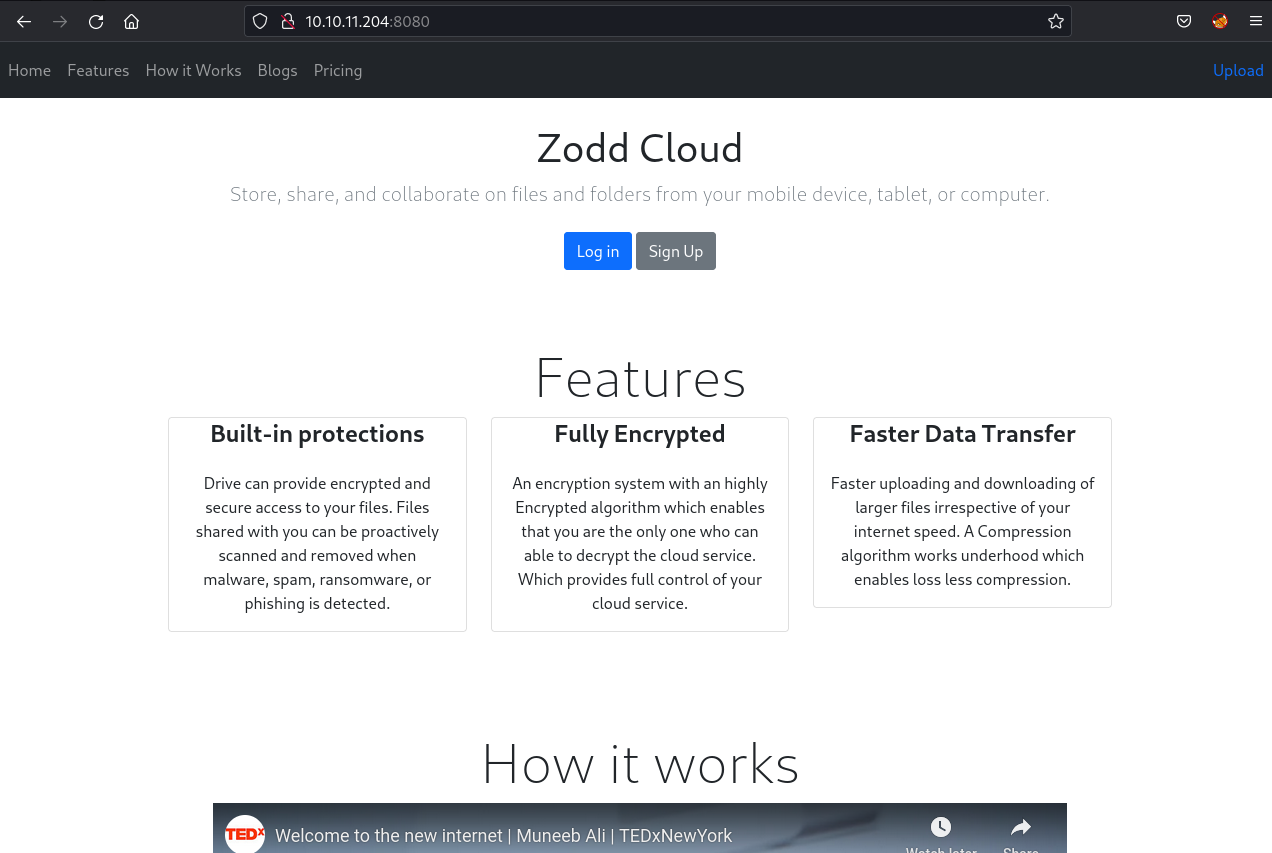 10.10.11.204:8080
Home Features How it Works Blogs Pricing Upload
Zodd Cloud
Store, share, and collaborate on files and folders from your mobile device, tablet, or computer.
Log in Sign Up
Features
Built-in protections
Drive can provide encrypted and
secure access to your files. Files
shared with you can be proactively
scanned and removed when
malware, spam, ransomware, or
phishing is detected.
Fully Encrypted
An encryption system with an highly
Encrypted algorithm which enables
that you are the only one who can
able to decrypt the cloud service.
Which provides full control of your
cloud service.
Faster Data Transfer
Faster uploading and downloading of
larger files irrespective of your
internet speed. A Compression
algorithm works underhood which
enables loss less compression.
How it works
TEDx Welcome to the new internet | Muneeb Ali | TEDxNewYork
Watch later Share